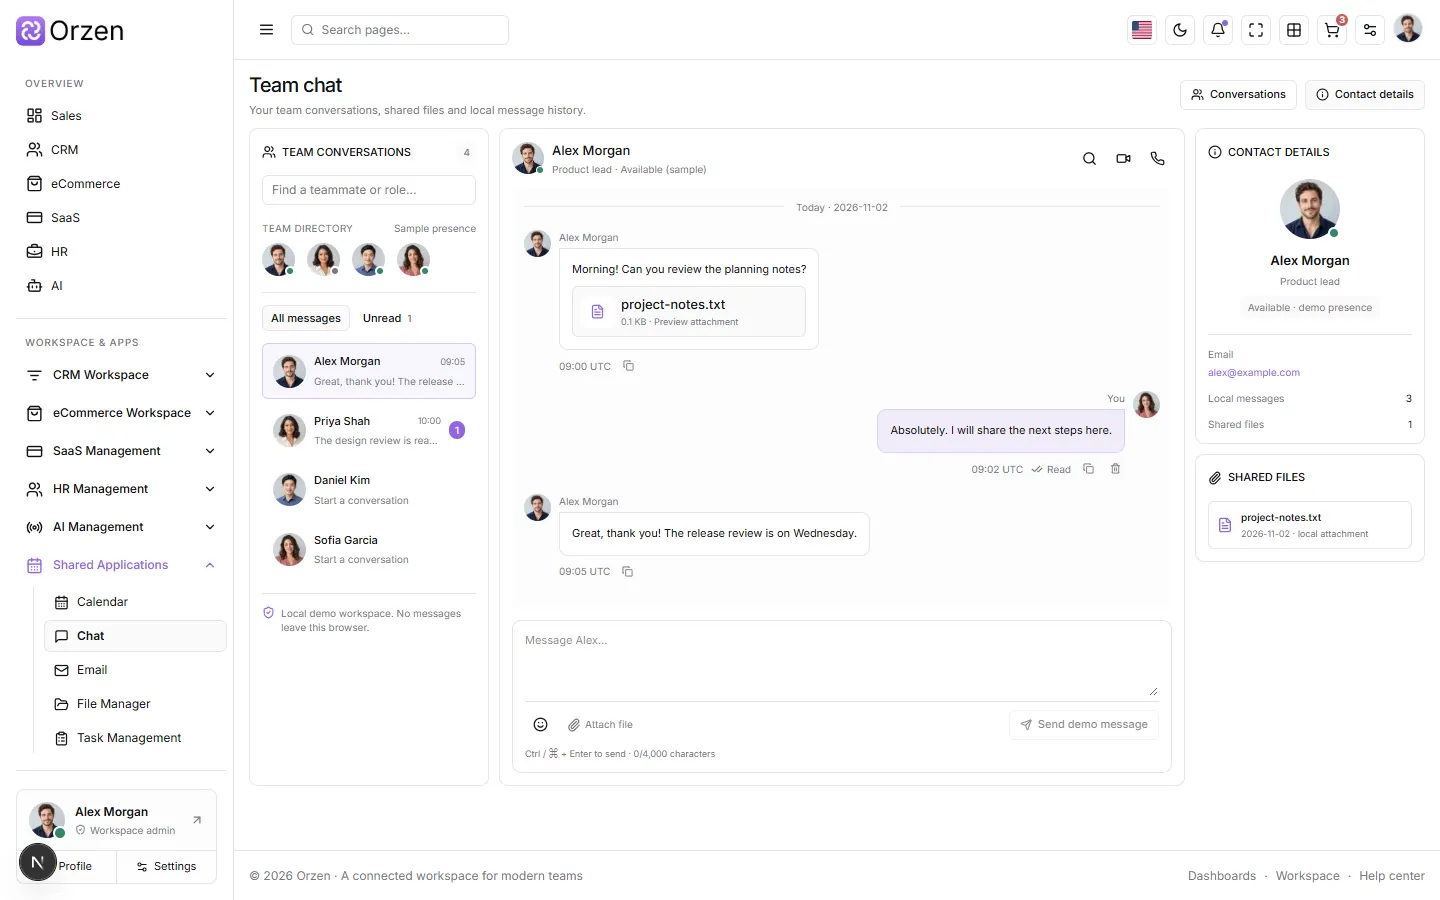 Orzen
Search pages...
3
OVERVIEW
Sales
CRM
eCommerce
SaaS
HR
AI
WORKSPACE & APPS
CRM Workspace
eCommerce Workspace
SaaS Management
HR Management
AI Management
Shared Applications
Calendar
Chat
Email
File Manager
Task Management
Alex Morgan
Workspace admin
N
Profile
Settings
Team chat
Your team conversations, shared files and local message history.
Conversations
Contact details
TEAM CONVERSATIONS 4
Find a teammate or role...
TEAM DIRECTORY Sample presence
All messages Unread 1
Alex Morgan 09:05
Great, thank you! The release ...
Priya Shah 10:00
The design review is rea... 1
Daniel Kim
Start a conversation
Sofia Garcia
Start a conversation
Local demo workspace. No messages
leave this browser.
Alex Morgan
Product lead · Available (sample)
Today · 2026-11-02
Alex Morgan
Morning! Can you review the planning notes?
project-notes.txt
0.1 KB · Preview attachment
09:00 UTC
You
Absolutely. I will share the next steps here.
09:02 UTC Read
Alex Morgan
Great, thank you! The release review is on Wednesday.
09:05 UTC
Message Alex...
Attach file
Send demo message
Ctrl / ⌘ + Enter to send · 0/4,000 characters
CONTACT DETAILS
Alex Morgan
Product lead
Available · demo presence
Email
alex@example.com
Local messages 3
Shared files 1
SHARED FILES
project-notes.txt
2026-11-02 · local attachment
© 2026 Orzen · A connected workspace for modern teams
Dashboards · Workspace · Help center